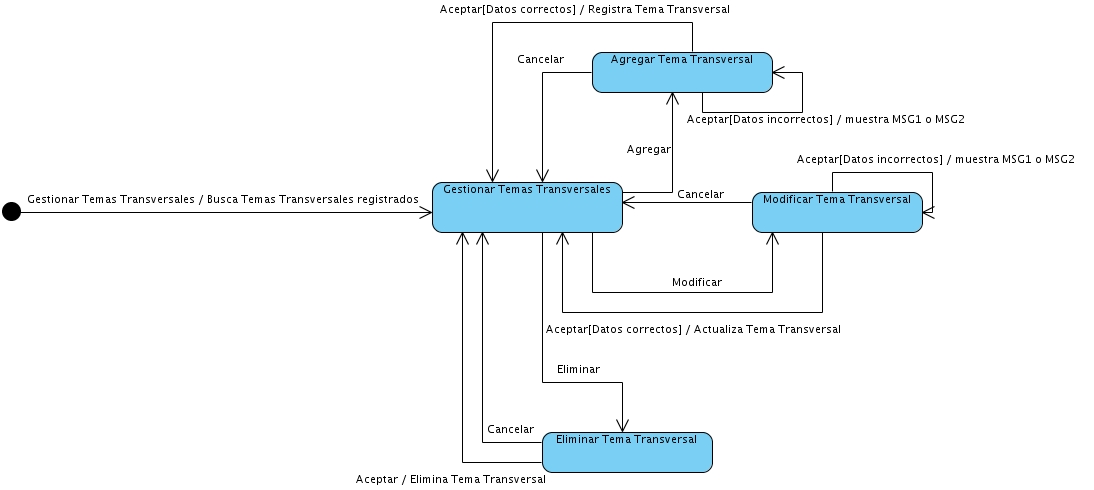 Aceptar[Datos correctos] / Registra Tema Transversal
Cancelar
Agregar Tema Transversal
Aceptar[Datos incorrectos] / muestra MSG1 o MSG2
Agregar
Aceptar[Datos incorrectos] / muestra MSG1 o MSG2
Gestionar Temas Transversales / Busca Temas Transversales registrados
Gestionar Temas Transversales
Cancelar
Modificar Tema Transversal
Modificar
Aceptar[Datos correctos] / Actualiza Tema Transversal
Eliminar
Cancelar
Eliminar Tema Transversal
Aceptar / Elimina Tema Transversal